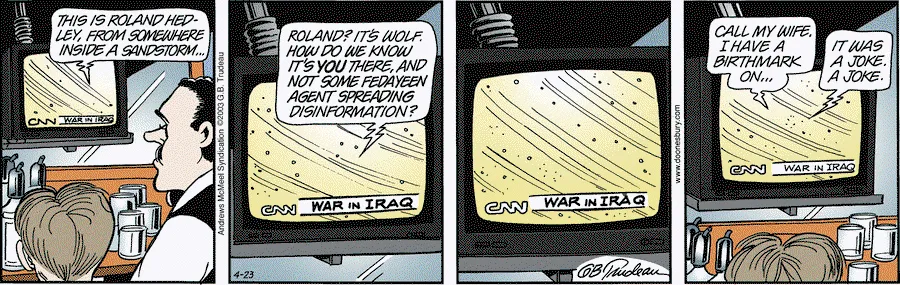 THIS IS ROLAND HED-
LEY, FROM SOMEWHERE
INSIDE A SANDSTORM...
CNN WAR IN IRAQ
Andrews McMeel Syndication ©2003 G.B. Trudeau
ROLAND? IT'S WOLF.
HOW DO WE KNOW
IT'S YOU THERE, AND
NOT SOME FEDAYEEN
AGENT SPREADING
DISINFORMATION?
CNN WAR IN IRAQ
4-23
CNN WAR IN IRAQ
GB Trudeau
www.doonesbury.com
CALL MY WIFE.
I HAVE A
BIRTHMARK
ON...
IT WAS
A JOKE.
A JOKE.
CNN WAR IN IRAQ